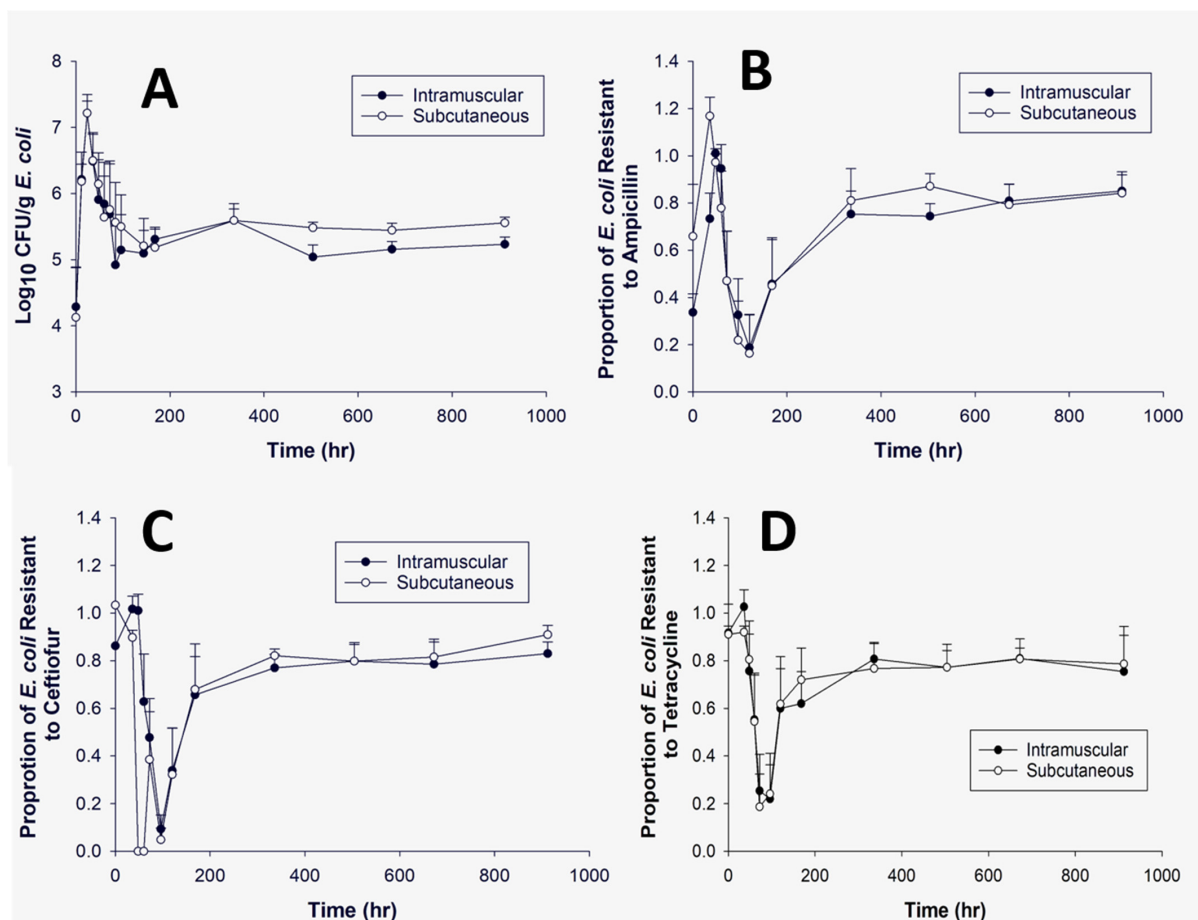 A
Log10 CFU/g E. coli
8
7
6
5
4
3
Intramuscular
Subcutaneous
0 200 400 600 800 1000
Time (hr)
B
Proportion of E. coli Resistant
to Ampicillin
1.4
1.2
1.0
0.8
0.6
0.4
0.2
0.0
Intramuscular
Subcutaneous
0 200 400 600 800 1000
Time (hr)
C
Proprotion of E. coli Resistant
to Ceftiofur
1.4
1.2
1.0
0.8
0.6
0.4
0.2
0.0
Intramuscular
Subcutaneous
0 200 400 600 800 1000
Time (hr)
D
Proportion of E. coli Resistant
to Tetracycline
1.4
1.2
1.0
0.8
0.6
0.4
0.2
0.0
Intramuscular
Subcutaneous
0 200 400 600 800 1000
Time (hr)